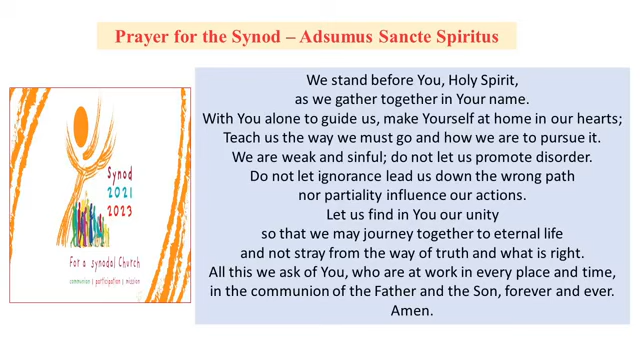 Prayer for the Synod – Adsumus Sancte Spiritus
Synod
2021
2023
For a synodal Church
communion | participation | mission
We stand before You, Holy Spirit,
as we gather together in Your name.
With You alone to guide us, make Yourself at home in our hearts;
Teach us the way we must go and how we are to pursue it.
We are weak and sinful; do not let us promote disorder.
Do not let ignorance lead us down the wrong path
nor partiality influence our actions.
Let us find in You our unity
so that we may journey together to eternal life
and not stray from the way of truth and what is right.
All this we ask of You, who are at work in every place and time,
in the communion of the Father and the Son, forever and ever.
Amen.